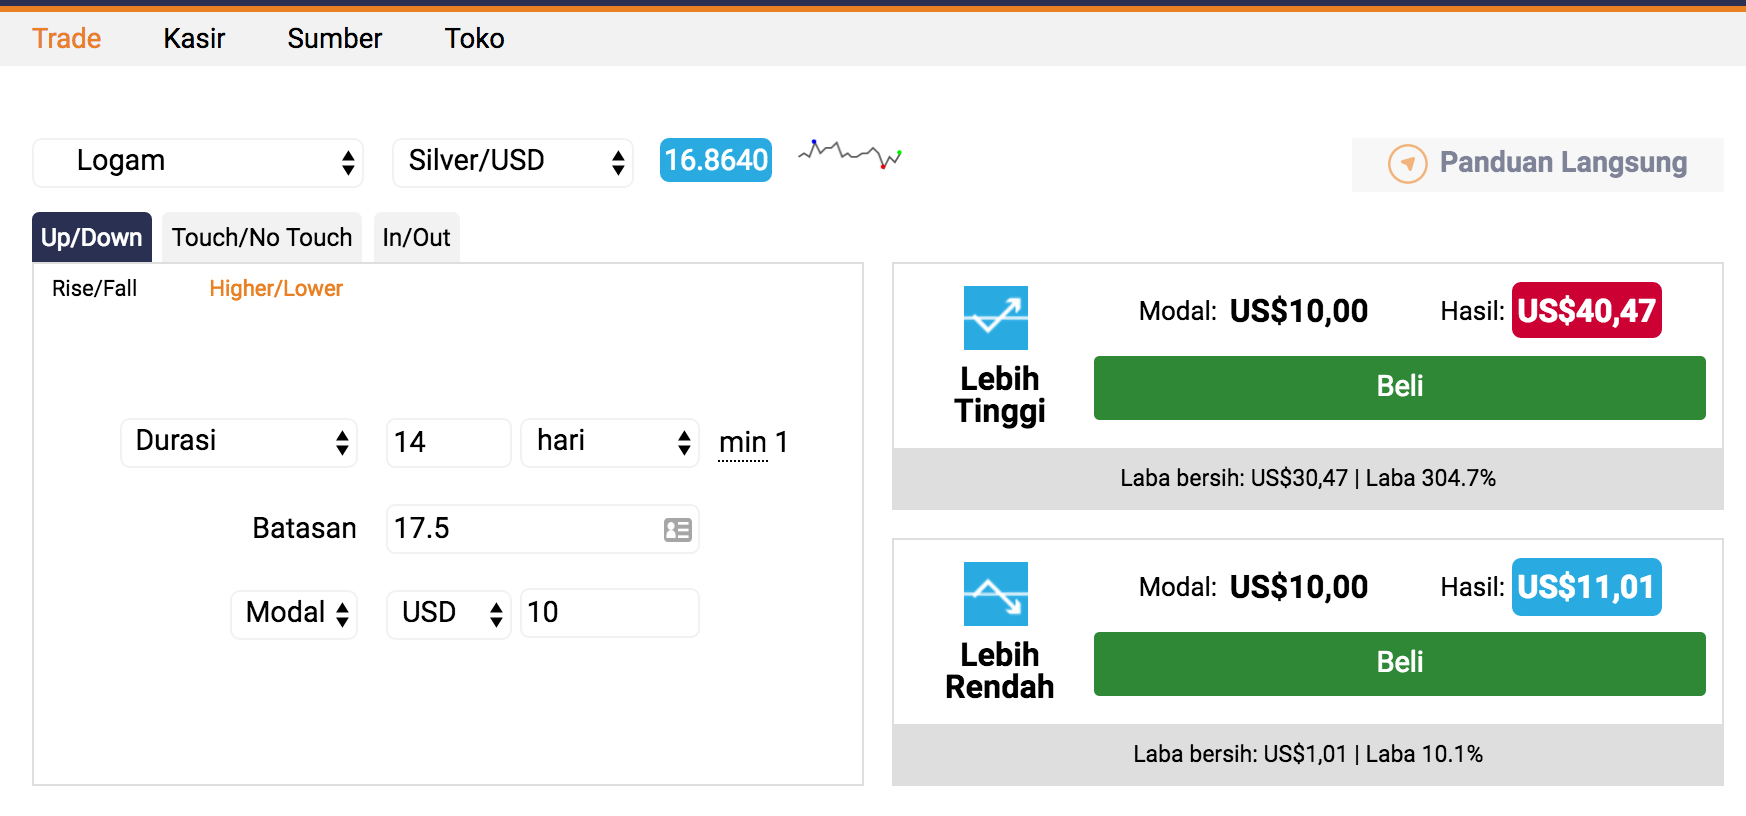 Trade Kasir Sumber Toko
Logam Silver/USD 16.8640 Panduan Langsung
Up/Down Touch/No Touch In/Out
Rise/Fall Higher/Lower
Durasi 14 hari min 1
Batasan 17.5
Modal USD 10
Modal: US$10,00 Hasil: US$40,47
Lebih
Tinggi
Beli
Laba bersih: US$30,47 | Laba 304.7%
Modal: US$10,00 Hasil: US$11,01
Lebih
Rendah
Beli
Laba bersih: US$1,01 | Laba 10.1%